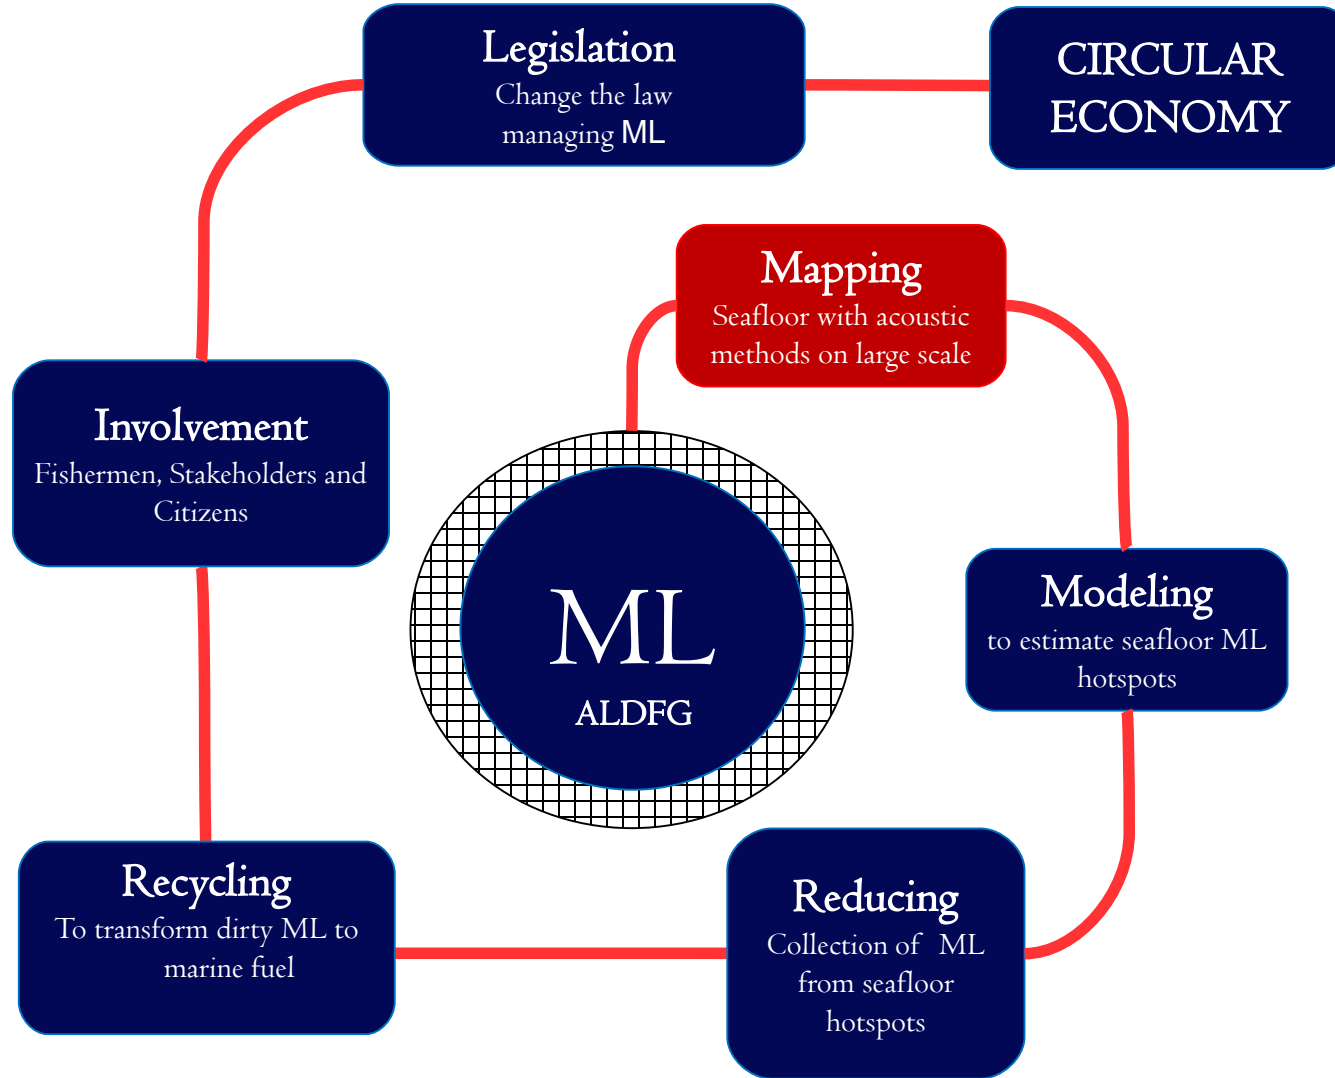 Legislation
Change the law
managing ML
CIRCULAR
ECONOMY
Mapping
Seafloor with acoustic
methods on large scale
Involvement
Fishermen, Stakeholders and
Citizens
ML
ALDFG
Modeling
to estimate seafloor ML
hotspots
Recycling
To transform dirty ML to
marine fuel
Reducing
Collection of ML
from seafloor
hotspots